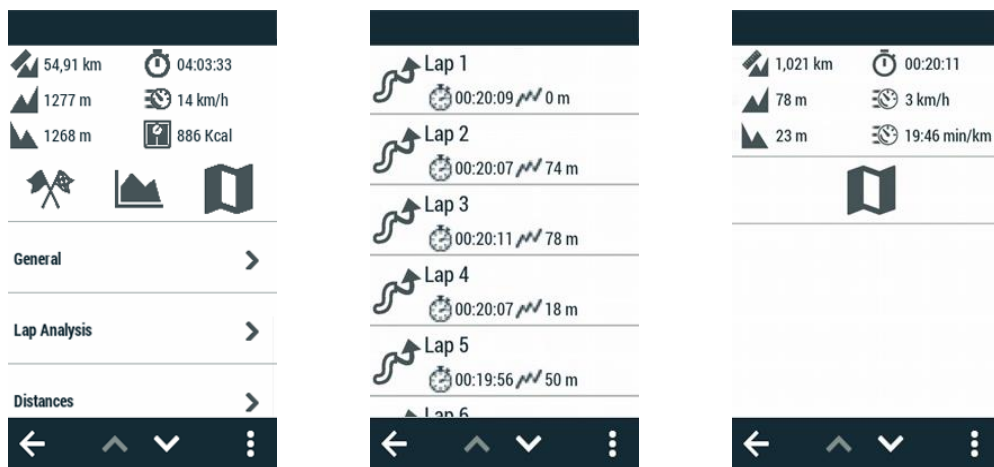 54,91 km 04:03:33
1277 m 14 km/h
1268 m 886 Kcal
General
Lap Analysis
Distances
Lap 1
00:20:09 0 m
Lap 2
00:20:07 74 m
Lap 3
00:20:11 78 m
Lap 4
00:20:07 18 m
Lap 5
00:19:56 50 m
Lap 6
1,021 km 00:20:11
78 m 3 km/h
23 m 19:46 min/km